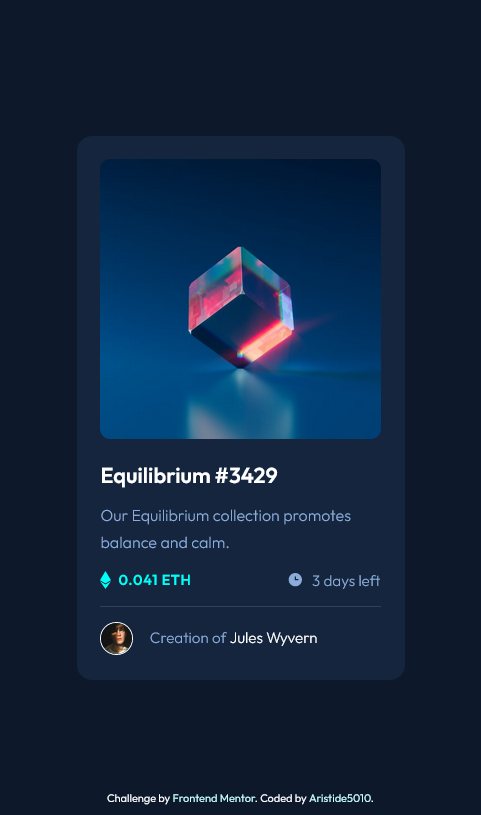 Equilibrium #3429
Our Equilibrium collection promotes
balance and calm.
0.041 ETH
3 days left
Creation of Jules Wyvern
Challenge by Frontend Mentor. Coded by Aristide5010.